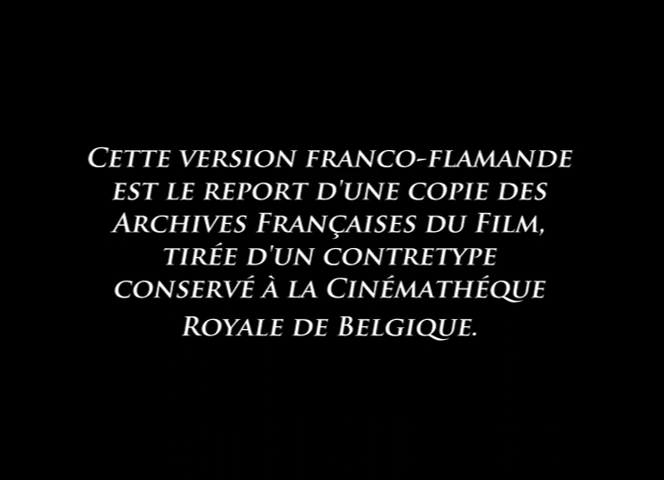 Cette version franco-flamande
est le report d'une copie des
Archives Françaises du Film,
tirée d'un contretype
conservé à la Cinémathéque
Royale de Belgique.